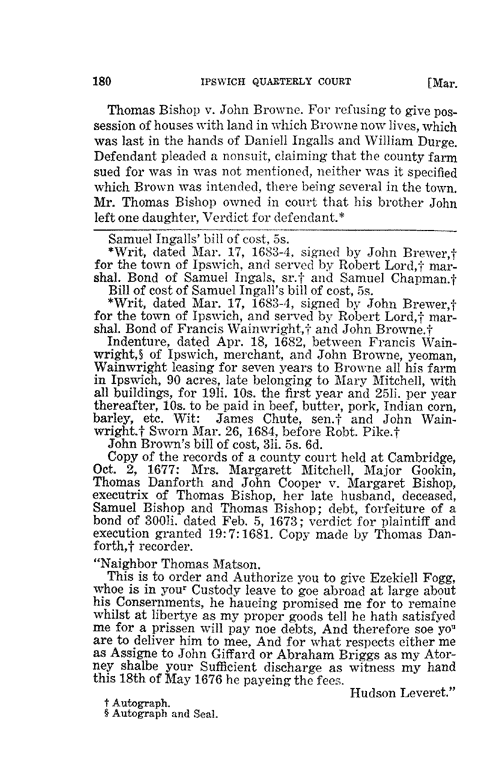 180 IPSWICH QUARTERLY COURT [Mar.
Thomas Bishop v. John Browne. For refusing to give pos-
session of houses with land in which Browne now lives, which
was last in the hands of Daniell Ingalls and William Durge.
Defendant pleaded a nonsuit, claiming that the county farm
sued for was in was not mentioned, neither was it specified
which Brown was intended, there being several in the town.
Mr. Thomas Bishop owned in court that his brother John
left one daughter, Verdict for defendant.*
Samuel Ingalls' bill of cost, 5s.
*Writ, dated Mar. 17, 1683-4, signed by John Brewer,†
for the town of Ipswich, and served by Robert Lord,† mar-
shal. Bond of Samuel Ingals, sr.† and Samuel Chapman.†
Bill of cost of Samuel Ingall's bill of cost, 5s.
*Writ, dated Mar. 17, 1683-4, signed by John Brewer,†
for the town of Ipswich, and served by Robert Lord,† mar-
shal. Bond of Francis Wainwright,† and John Browne.†
Indenture, dated Apr. 18, 1682, between Francis Wain-
wright,§ of Ipswich, merchant, and John Browne, yeoman,
Wainwright leasing for seven years to Browne all his farm
in Ipswich, 90 acres, late belonging to Mary Mitchell, with
all buildings, for 19li. 10s. the first year and 25li. per year
thereafter, 10s. to be paid in beef, butter, pork, Indian corn,
barley, etc. Wit: James Chute, sen.† and John Wain-
wright.† Sworn Mar. 26, 1684, before Robt. Pike.†
John Brown's bill of cost, 3li. 5s. 6d.
Copy of the records of a county court held at Cambridge,
Oct. 2, 1677: Mrs. Margarett Mitchell, Major Gookin,
Thomas Danforth and John Cooper v. Margaret Bishop,
executrix of Thomas Bishop, her late husband, deceased,
Samuel Bishop and Thomas Bishop; debt, forfeiture of a
bond of 300li. dated Feb. 5, 1673; verdict for plaintiff and
execution granted 19:7:1681. Copy made by Thomas Dan-
forth,† recorder.
"Naighbor Thomas Matson.
This is to order and Authorize you to give Ezekiell Fogg,
whoe is in youʳ Custody leave to goe abroad at large about
his Consernments, he haueing promised me for to remaine
whilst at libertye as my proper goods tell he hath satisfyed
me for a prissen will pay noe debts, And therefore soe yoᵘ
are to deliver him to mee, And for what respects either me
as Assigne to John Giffard or Abraham Briggs as my Ator-
ney shalbe your Sufficient discharge as witness my hand
this 18th of May 1676 he payeing the fees.
Hudson Leveret."
† Autograph.
§ Autograph and Seal.